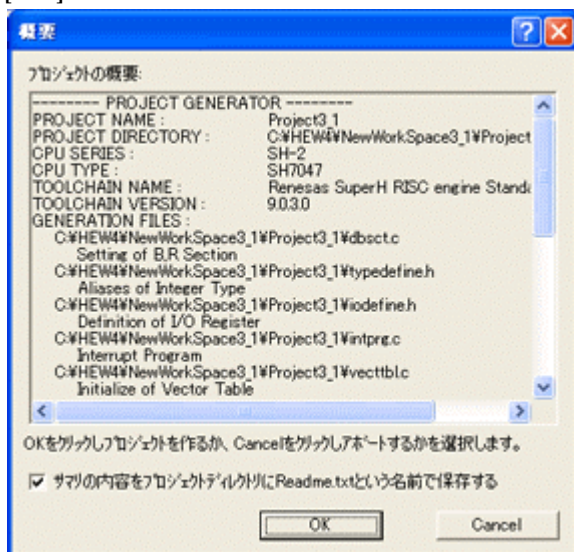 概要
プロジェクトの概要:
-------- PROJECT GENERATOR --------
PROJECT NAME : Project3_1
PROJECT DIRECTORY : C:¥HEW4¥NewWorkSpace3_1¥Project
CPU SERIES : SH-2
CPU TYPE : SH7047
TOOLCHAIN NAME : Renesas SuperH RISC engine Standa
TOOLCHAIN VERSION : 9.0.3.0
GENERATION FILES :
C:¥HEW4¥NewWorkSpace3_1¥Project3_1¥dbsct.c
Setting of B,R Section
C:¥HEW4¥NewWorkSpace3_1¥Project3_1¥typedefine.h
Aliases of Integer Type
C:¥HEW4¥NewWorkSpace3_1¥Project3_1¥iodefine.h
Definition of I/O Register
C:¥HEW4¥NewWorkSpace3_1¥Project3_1¥intprg.c
Interrupt Program
C:¥HEW4¥NewWorkSpace3_1¥Project3_1¥vecttbl.c
Initialize of Vector Table
OKをクリックしプロジェクトを作るか、Cancelをクリックしアボートするかを選択します。
サマリの内容をプロジェクトディレクトリにReadme.txtという名前で保存する
OK Cancel